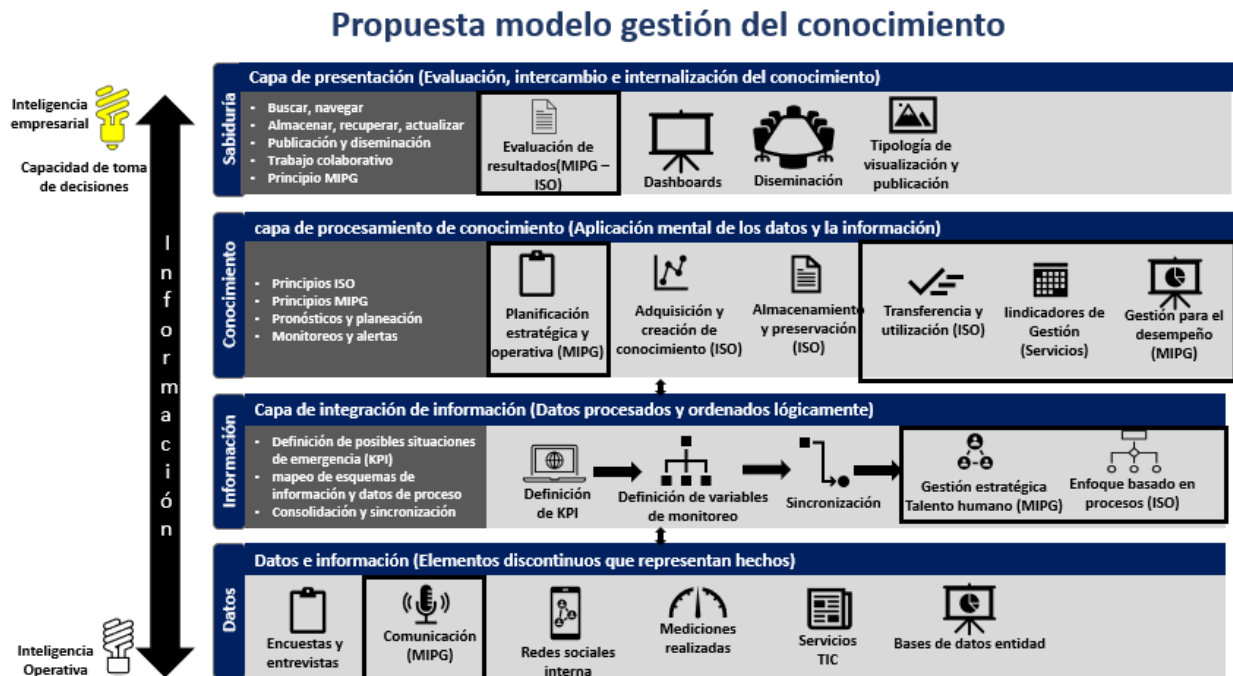 Propuesta modelo gestión del conocimiento
Inteligencia
empresarial
Capacidad de toma
de decisiones
Información
Inteligencia
Operativa
Sabiduría
Capa de presentación (Evaluación, intercambio e internalización del conocimiento)
- Buscar, navegar
- Almacenar, recuperar, actualizar
- Publicación y diseminación
- Trabajo colaborativo
- Principio MIPG
Evaluación de
resultados(MIPG –
ISO)
Dashboards
Diseminación
Tipología de
visualización y
publicación
Conocimiento
capa de procesamiento de conocimiento (Aplicación mental de los datos y la información)
- Principios ISO
- Principios MIPG
- Pronósticos y planeación
- Monitoreos y alertas
Planificación
estratégica y
operativa (MIPG)
Adquisición y
creación de
conocimiento (ISO)
Almacenamiento
y preservación
(ISO)
Transferencia y
utilización (ISO)
Iindicadores de
Gestión
(Servicios)
Gestión para el
desempeño
(MIPG)
Información
Capa de integración de información (Datos procesados y ordenados lógicamente)
- Definición de posibles situaciones
de emergencia (KPI)
- mapeo de esquemas de
información y datos de proceso
- Consolidación y sincronización
Definición
de KPI
Definición de variables
de monitoreo
Sincronización
Gestión estratégica
Talento humano (MIPG)
Enfoque basado en
procesos (ISO)
Datos
Datos e información (Elementos discontinuos que representan hechos)
Encuestas y
entrevistas
Comunicación
(MIPG)
Redes sociales
interna
Mediciones
realizadas
Servicios
TIC
Bases de datos entidad